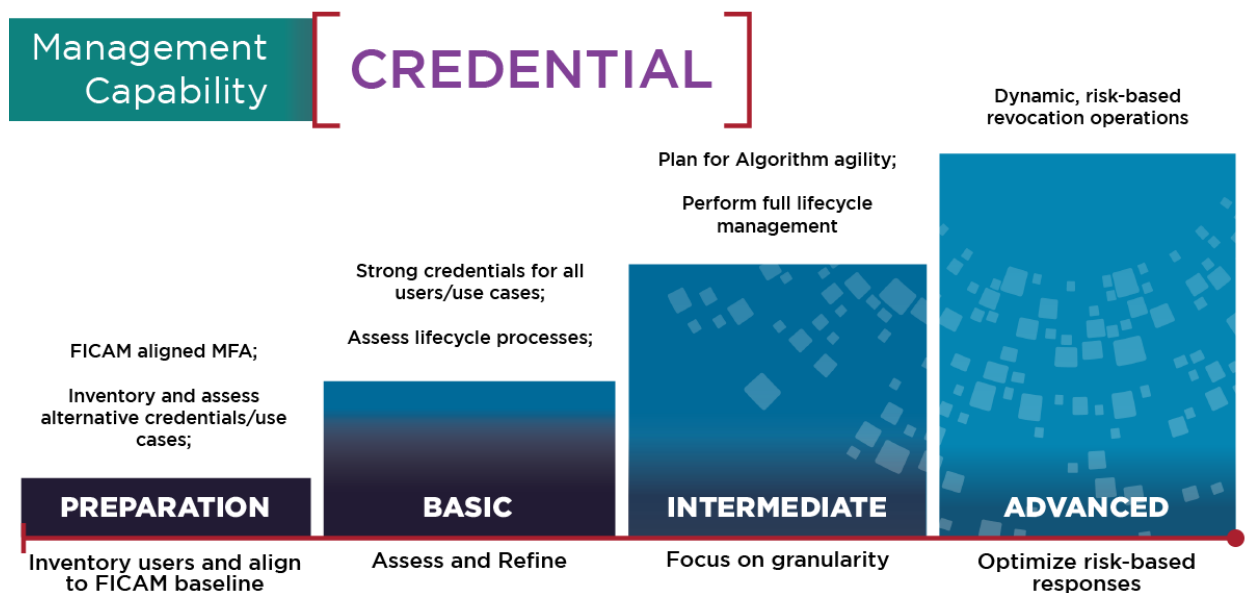 Management
Capability
CREDENTIAL
FICAM aligned MFA;
Inventory and assess
alternative credentials/use
cases;
PREPARATION
Inventory users and align
to FICAM baseline
Strong credentials for all
users/use cases;
Assess lifecycle processes;
BASIC
Assess and Refine
Plan for Algorithm agility;
Perform full lifecycle
management
INTERMEDIATE
Focus on granularity
Dynamic, risk-based
revocation operations
ADVANCED
Optimize risk-based
responses